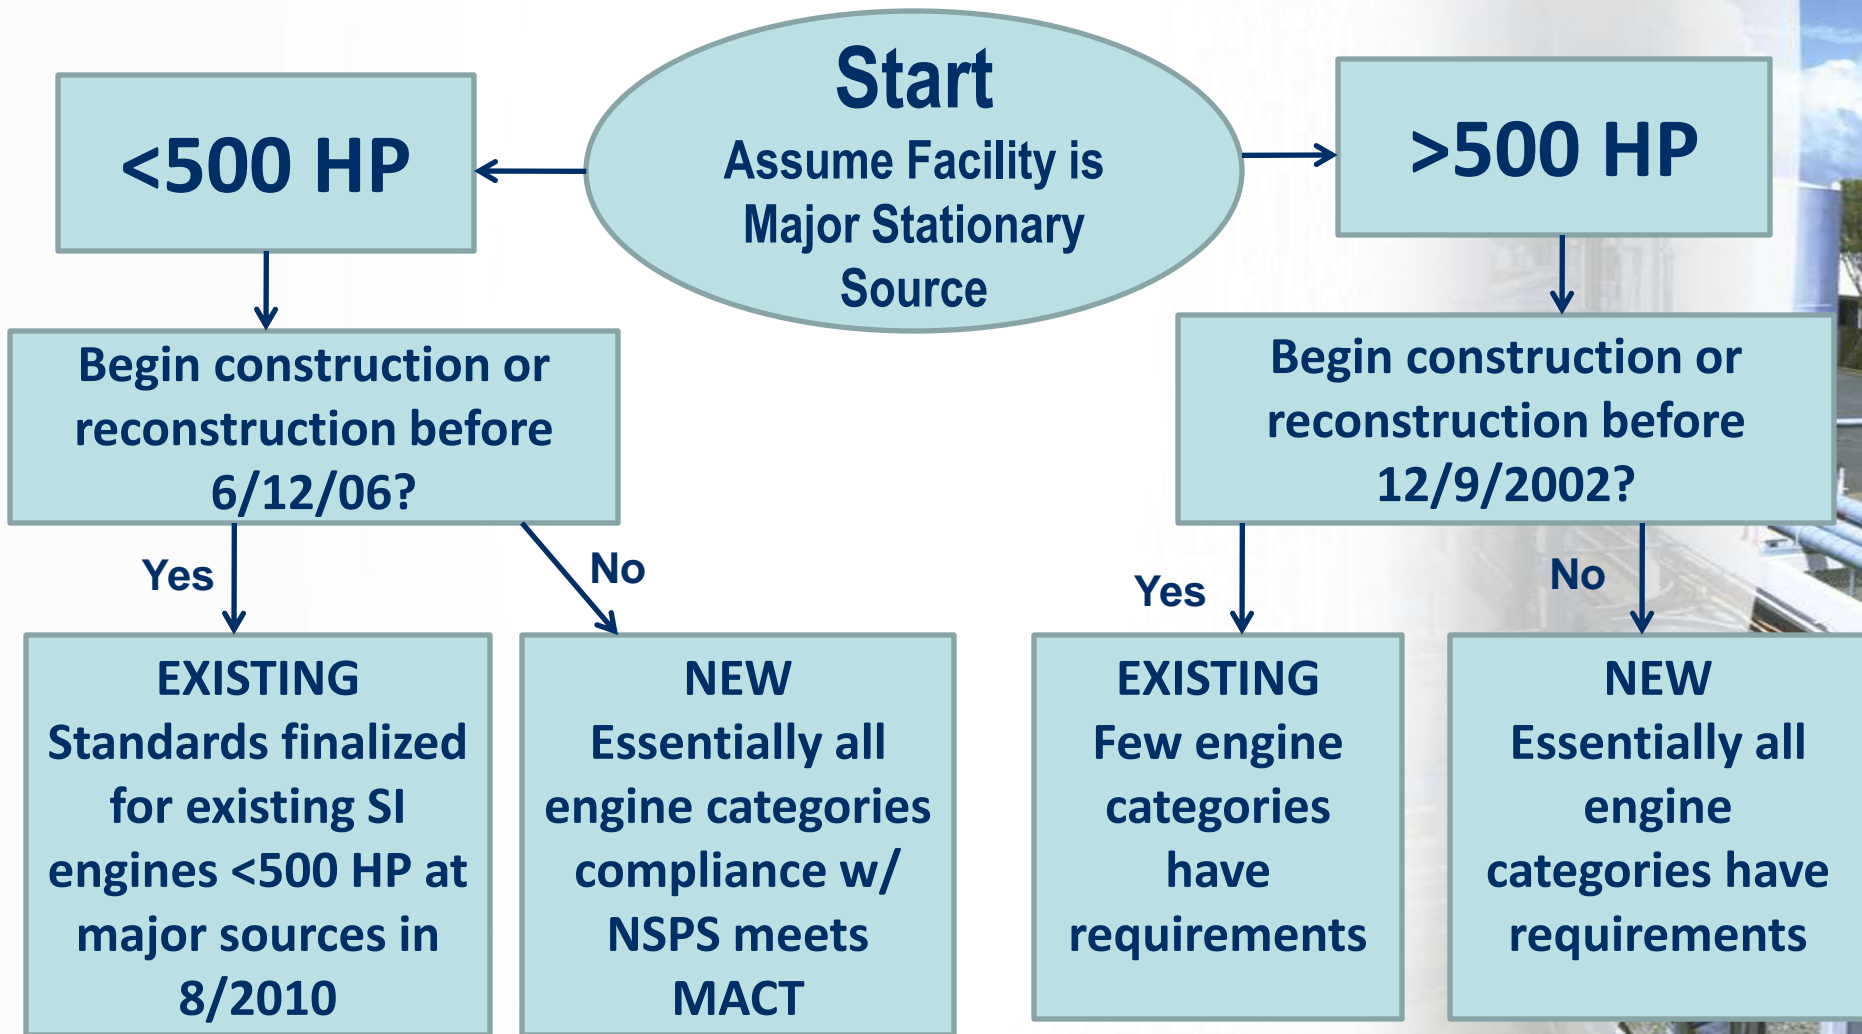 Start
Assume Facility is
Major Stationary
Source
<500 HP
>500 HP
Begin construction or
reconstruction before
6/12/06?
Begin construction or
reconstruction before
12/9/2002?
Yes
No
Yes
No
EXISTING
Standards finalized
for existing SI
engines <500 HP at
major sources in
8/2010
NEW
Essentially all
engine categories
compliance w/
NSPS meets
MACT
EXISTING
Few engine
categories
have
requirements
NEW
Essentially all
engine
categories have
requirements